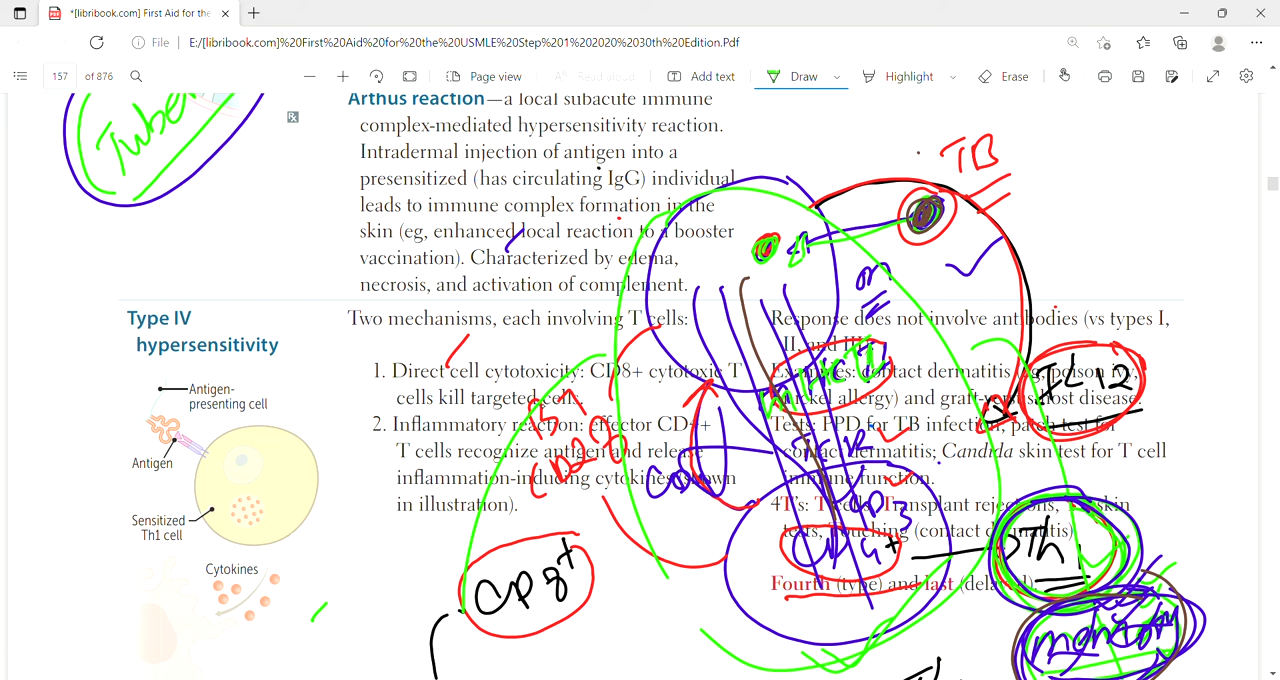 *[libribook.com] First Aid for the
File
E:/[libribook.com]%20First%20Aid%20for%20the%20USMLE%20Step%201%202020%2030th%20Edition.Pdf
157 of 876
Page view
Read aloud
Add text
Draw
Highlight
Erase
Tuber
TB
Arthus reaction—a local subacute immune
complex-mediated hypersensitivity reaction.
Intradermal injection of antigen into a
presensitized (has circulating IgG) individual
leads to immune complex formation in the
skin (eg, enhanced local reaction to a booster
vaccination). Characterized by edema,
necrosis, and activation of complement.
Type IV
hypersensitivity
Antigen-
presenting cell
Antigen
Sensitized
Th1 cell
Cytokines
Two mechanisms, each involving T cells:
1. Direct cell cytotoxicity: CD8+ cytotoxic T
cells kill targeted cells.
2. Inflammatory reaction: effector CD4+
T cells recognize antigen and release
inflammation-inducing cytokines (shown
in illustration).
Response does not involve antibodies (vs types I,
II, and III).
Examples: contact dermatitis (eg, poison ivy,
nickel allergy) and graft-versus-host disease.
Tests: PPD for TB infection; patch test for
contact dermatitis; Candida skin test for T cell
immune function.
4T's: T cells, Transplant rejections, TB skin
tests, Touching (contact dermatitis).
Fourth (type) and last (delayed).
IL12
TCR
CD3
CD4+
Th1
CD28
CD8+
memory